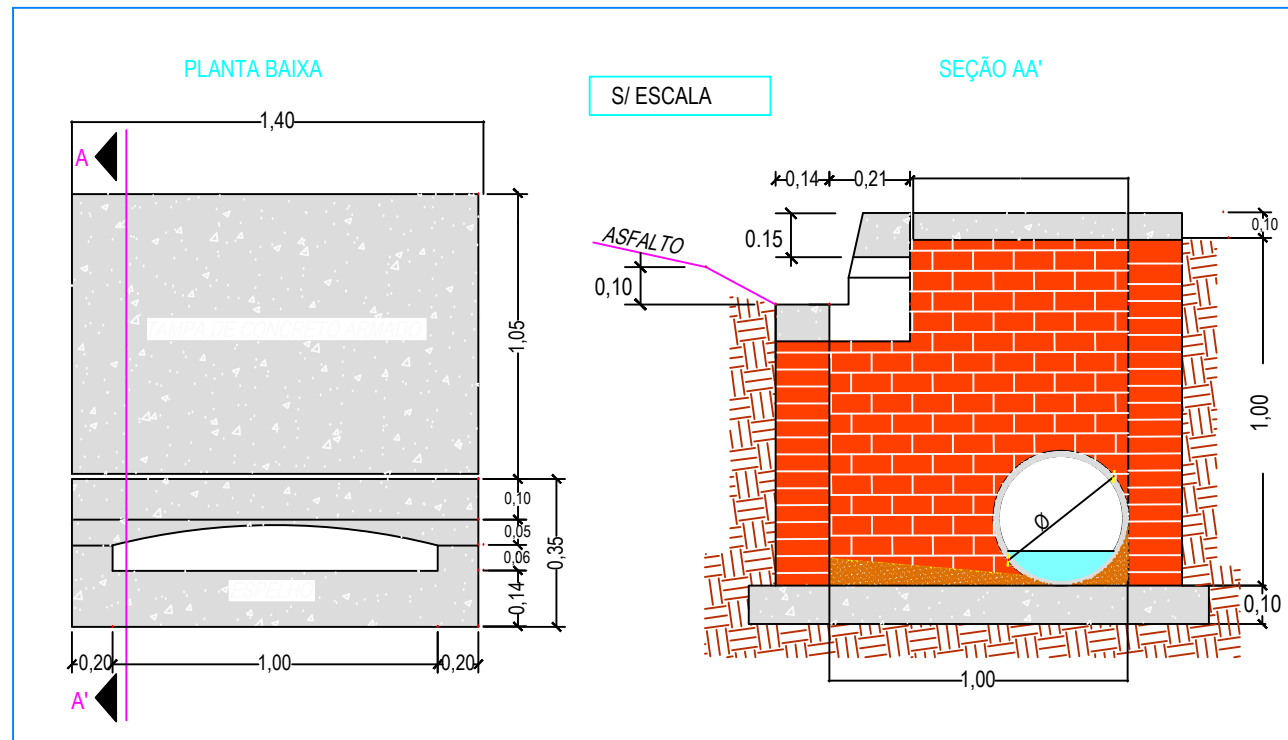 PLANTA BAIXA
SEÇÃO AA'
S/ ESCALA
1,40
A
0,14
0,21
0.15
0,10
ASFALTO
0,10
TAMPA DE CONCRETO ARMADO
1,05
1,00
0,10
0,05
0,06
0,14
0,35
ESPELHO
Ø
0,10
0,20
1,00
0,20
1,00
A'